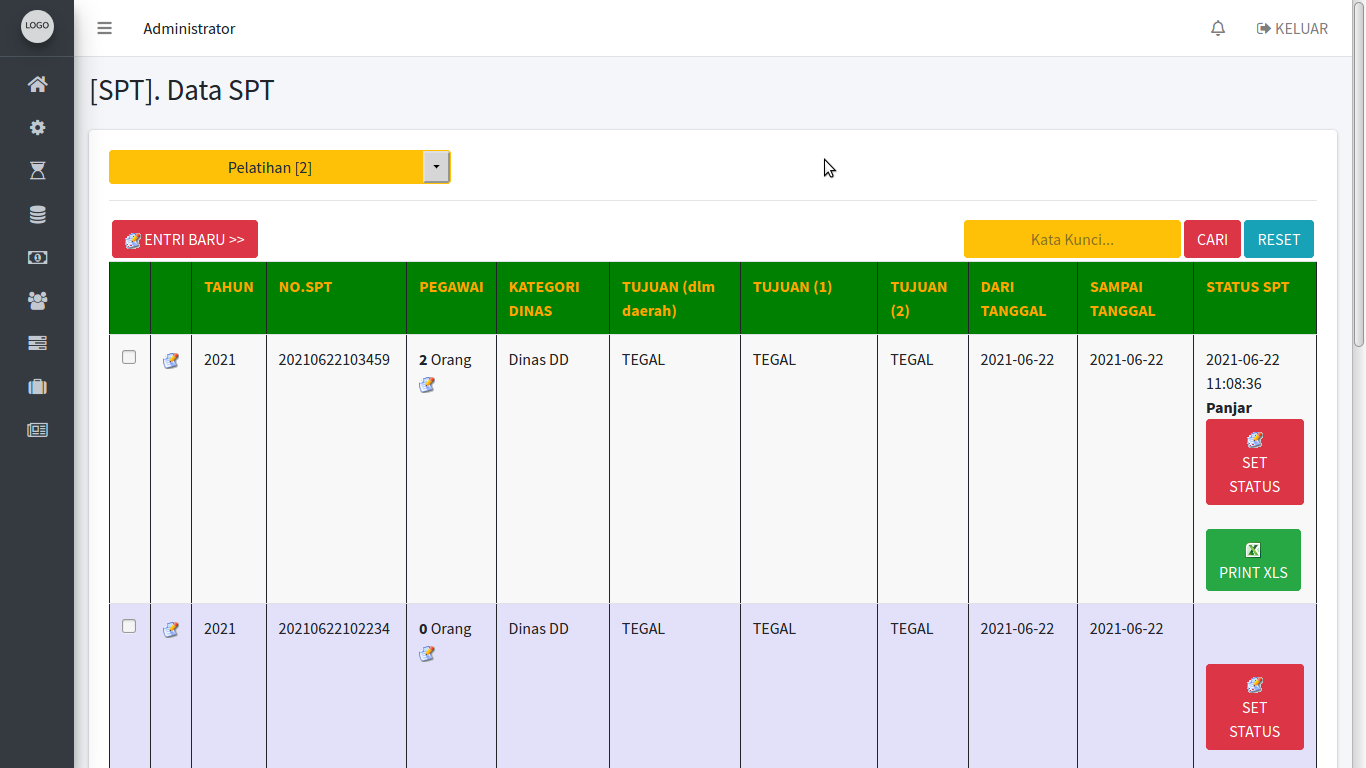 LOGO
Administrator
KELUAR
[SPT]. Data SPT
Pelatihan [2]
ENTRI BARU >>
Kata Kunci...
CARI
RESET
TAHUN
NO.SPT
PEGAWAI
KATEGORI
DINAS
TUJUAN (dlm
daerah)
TUJUAN (1)
TUJUAN
(2)
DARI
TANGGAL
SAMPAI
TANGGAL
STATUS SPT
2021
20210622103459
2 Orang
Dinas DD
TEGAL
TEGAL
TEGAL
2021-06-22
2021-06-22
2021-06-22
11:08:36
Panjar
SET
STATUS
PRINT XLS
2021
20210622102234
0 Orang
Dinas DD
TEGAL
TEGAL
TEGAL
2021-06-22
2021-06-22
SET
STATUS